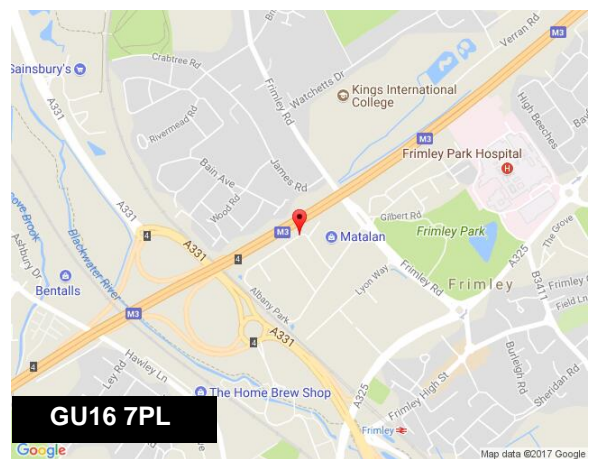 Verran Rd
M3
Sainsbury's
Crabtree Rd
Watchetts Dr
Frimley Rd
Kings International
College
High Beeches
A331
Rivermead Rd
M3
Frimley Park Hospital
H
Bain Ave
James Rd
Wood Rd
Gilbert Rd
A331
4
M3
Matalan
Frimley Park
The Grove
Ashbury Dr
Blackwater River
A331
4
Lyon Way
Frimley Rd
A325
Frimley
B3411
Bentalls
Albany Park
Field Ln
M3
A331
4
4
Hawley Ln
Ley Rd
A325
Frimley High St
Burleigh Rd
Sheridan Rd
The Home Brew Shop
GU16 7PL
Frimley
Google
Map data ©2017 Google